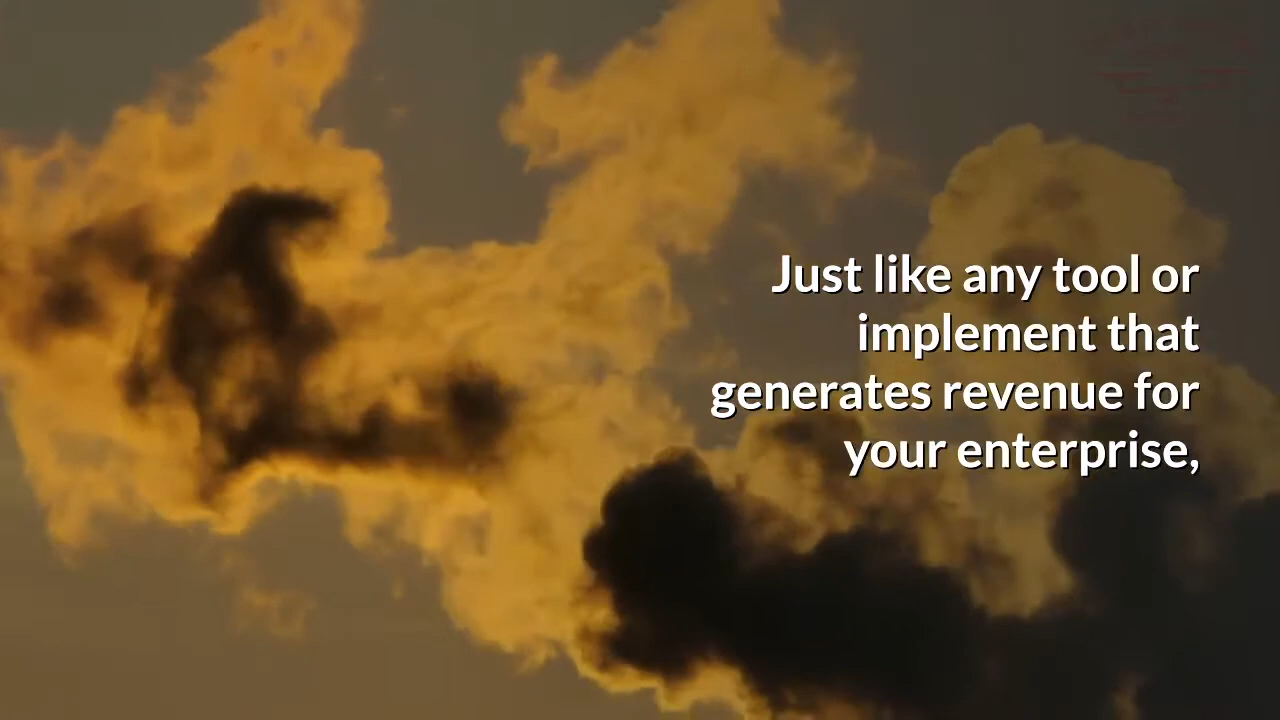 Just like any tool or
implement that
generates revenue for
your enterprise,